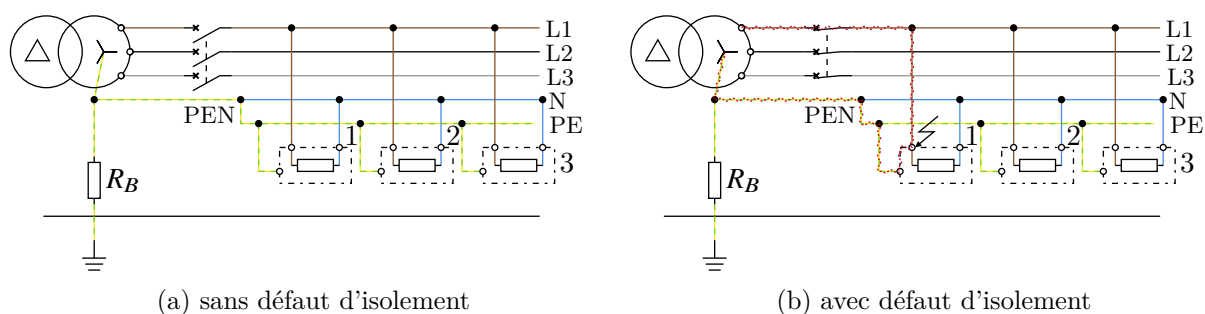 L1
L2
L3
N
PEN
PE
1
2
3
R_B
(a) sans défaut d'isolement
L1
L2
L3
N
PEN
PE
1
2
3
R_B
(b) avec défaut d'isolement